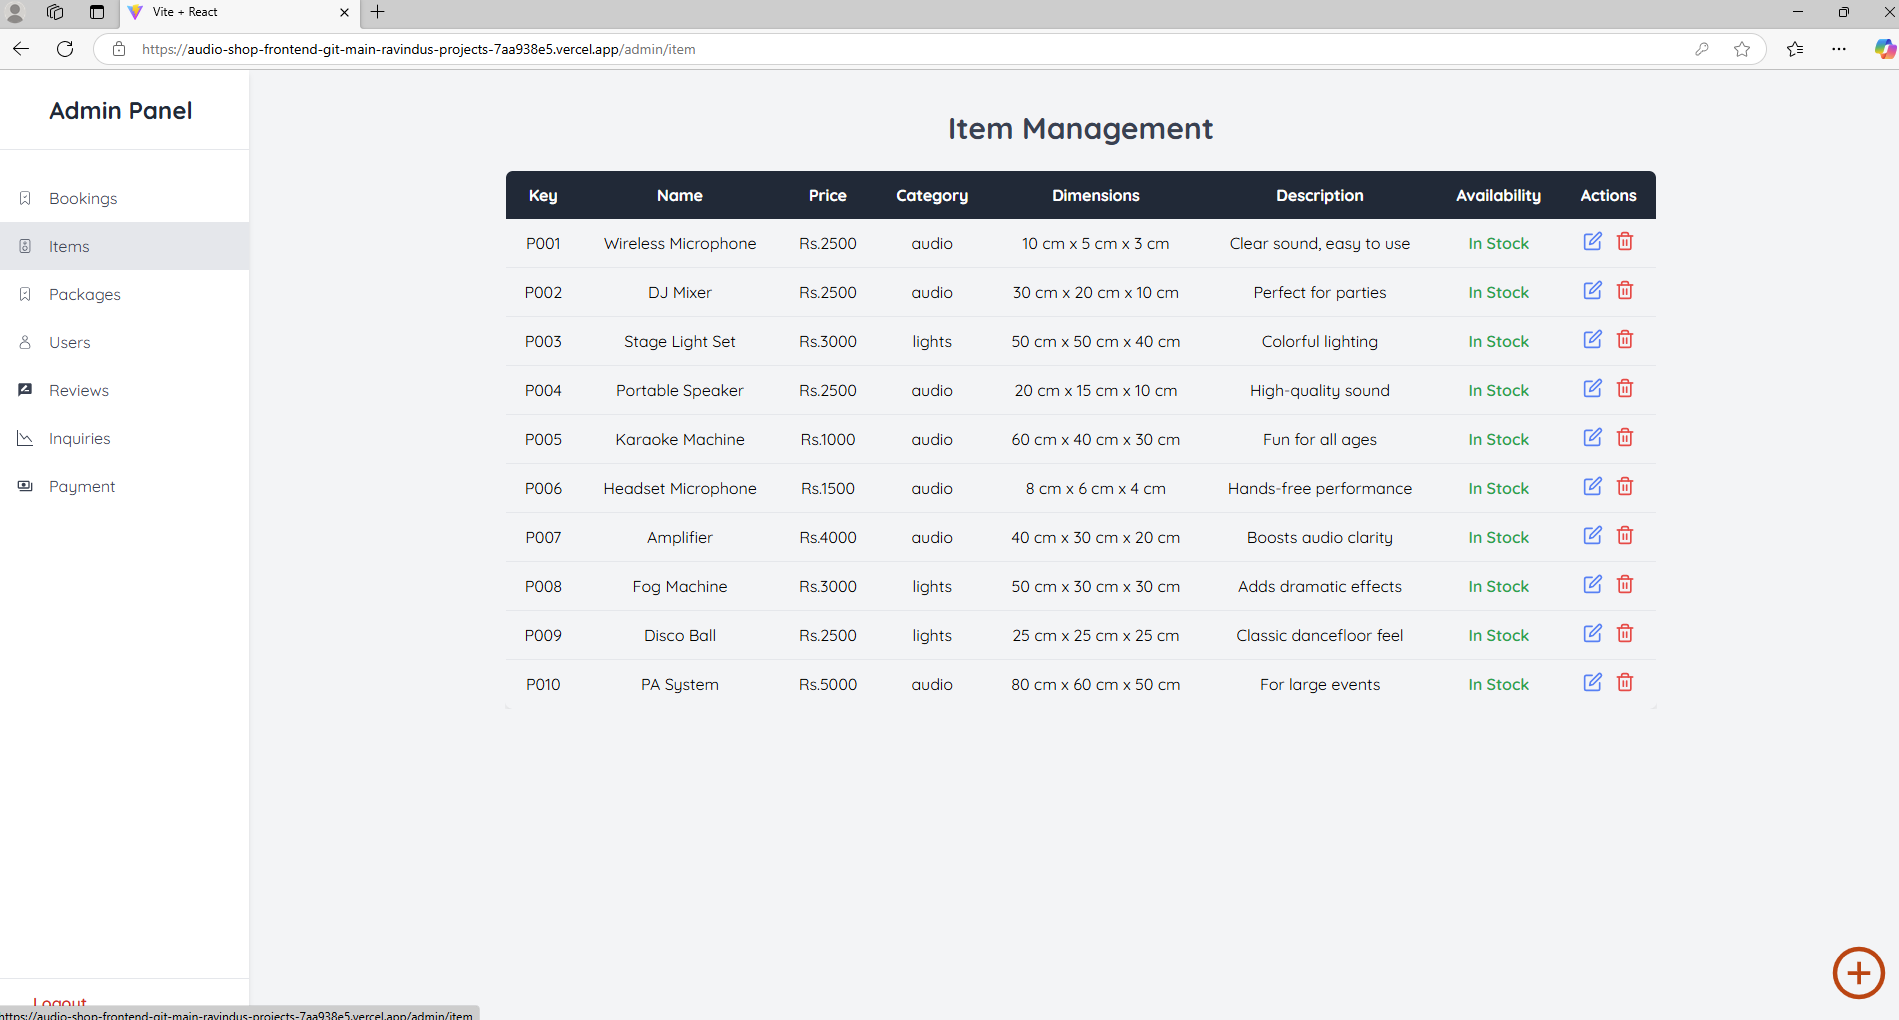 Vite + React
https://audio-shop-frontend-git-main-ravindus-projects-7aa938e5.vercel.app/admin/item
Admin Panel
Bookings
Items
Packages
Users
Reviews
Inquiries
Payment
Logout
Item Management
Key Name Price Category Dimensions Description Availability Actions
P001 Wireless Microphone Rs.2500 audio 10 cm x 5 cm x 3 cm Clear sound, easy to use In Stock
P002 DJ Mixer Rs.2500 audio 30 cm x 20 cm x 10 cm Perfect for parties In Stock
P003 Stage Light Set Rs.3000 lights 50 cm x 50 cm x 40 cm Colorful lighting In Stock
P004 Portable Speaker Rs.2500 audio 20 cm x 15 cm x 10 cm High-quality sound In Stock
P005 Karaoke Machine Rs.1000 audio 60 cm x 40 cm x 30 cm Fun for all ages In Stock
P006 Headset Microphone Rs.1500 audio 8 cm x 6 cm x 4 cm Hands-free performance In Stock
P007 Amplifier Rs.4000 audio 40 cm x 30 cm x 20 cm Boosts audio clarity In Stock
P008 Fog Machine Rs.3000 lights 50 cm x 30 cm x 30 cm Adds dramatic effects In Stock
P009 Disco Ball Rs.2500 lights 25 cm x 25 cm x 25 cm Classic dancefloor feel In Stock
P010 PA System Rs.5000 audio 80 cm x 60 cm x 50 cm For large events In Stock
https://audio-shop-frontend-git-main-ravindus-projects-7aa938e5.vercel.app/admin/item